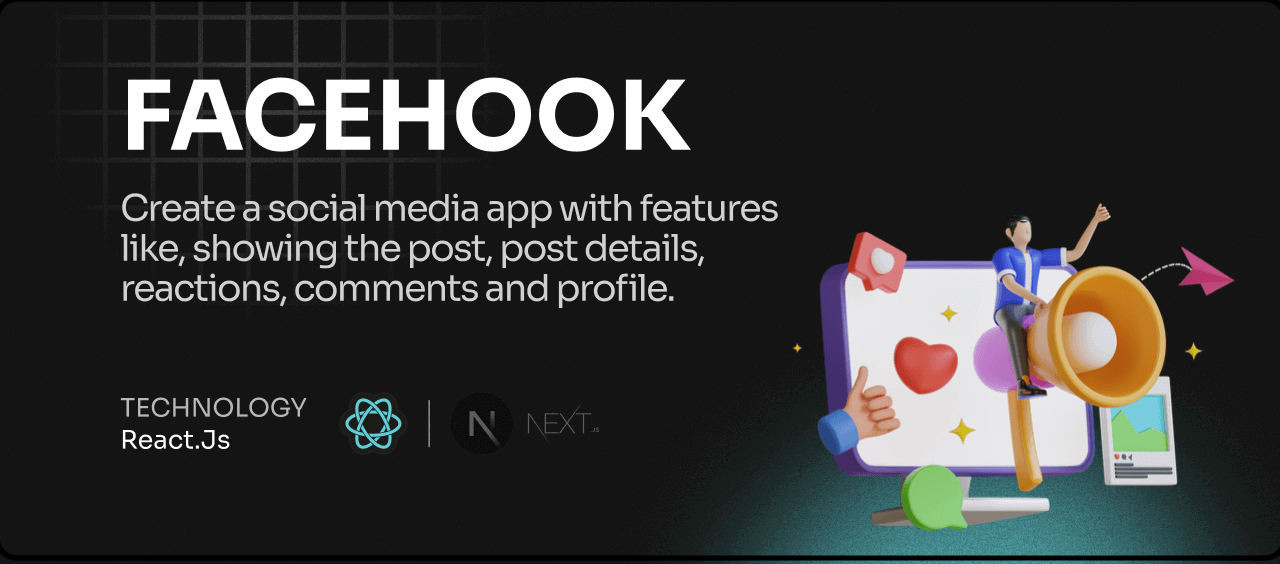 FACEHOOK
Create a social media app with features
like, showing the post, post details,
reactions, comments and profile.
TECHNOLOGY
React.Js
N
NEXT.JS